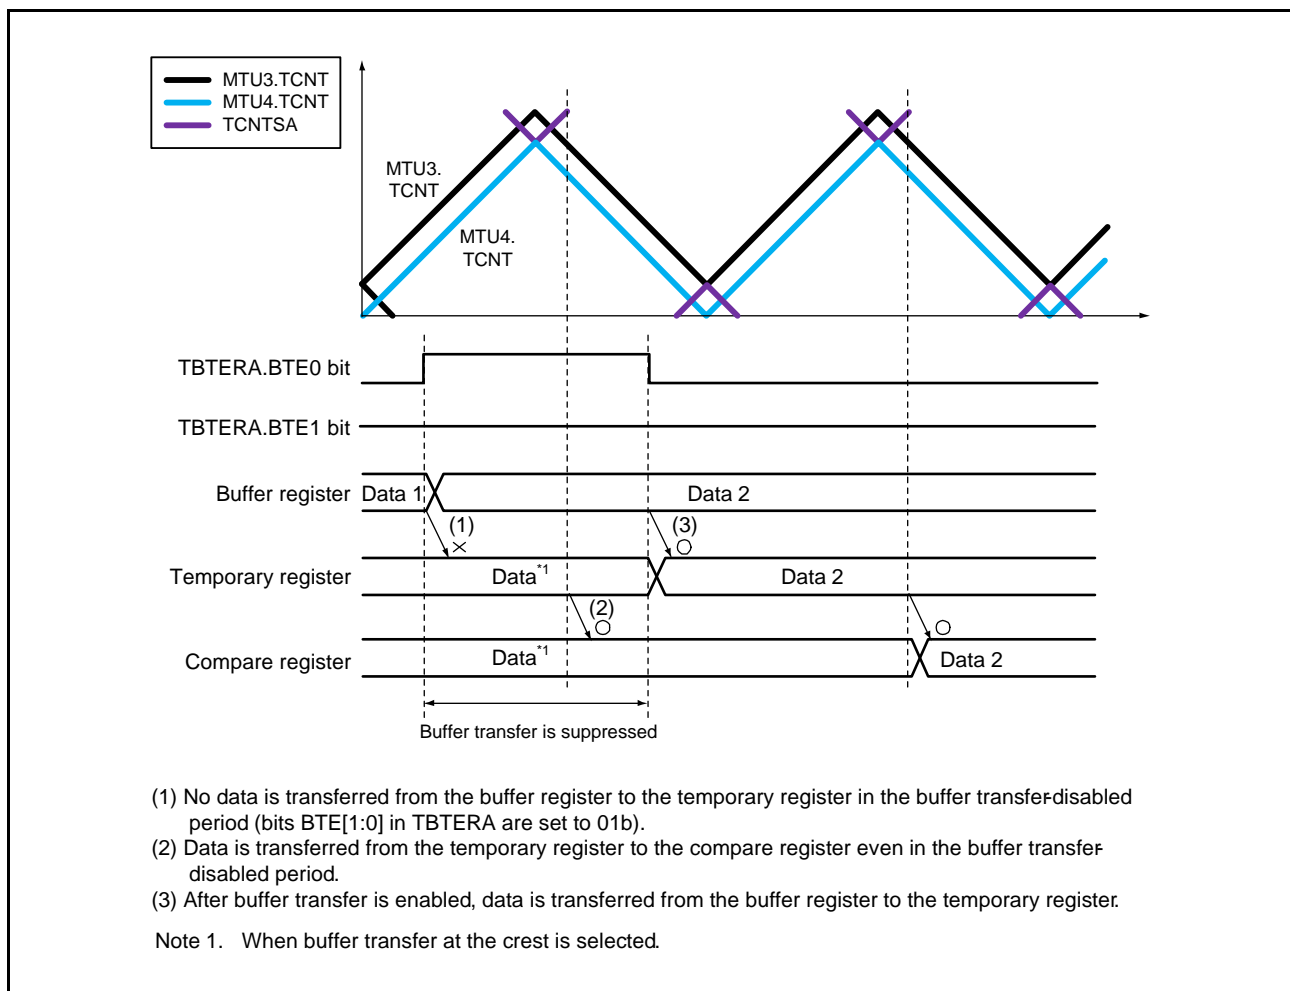 MTU3.TCNT
MTU4.TCNT
TCNTSA
MTU3.
TCNT
MTU4.
TCNT
TBTERA.BTE0 bit
TBTERA.BTE1 bit
Buffer register
Data 1
Data 2
(1)
(3)
Temporary register
Data*1
Data 2
(2)
Compare register
Data*1
Data 2
Buffer transfer is suppressed
(1) No data is transferred from the buffer register to the temporary register in the buffer transfer-disabled
period (bits BTE[1:0] in TBTERA are set to 01b).
(2) Data is transferred from the temporary register to the compare register even in the buffer transfer-
disabled period.
(3) After buffer transfer is enabled, data is transferred from the buffer register to the temporary register.
Note 1. When buffer transfer at the crest is selected.